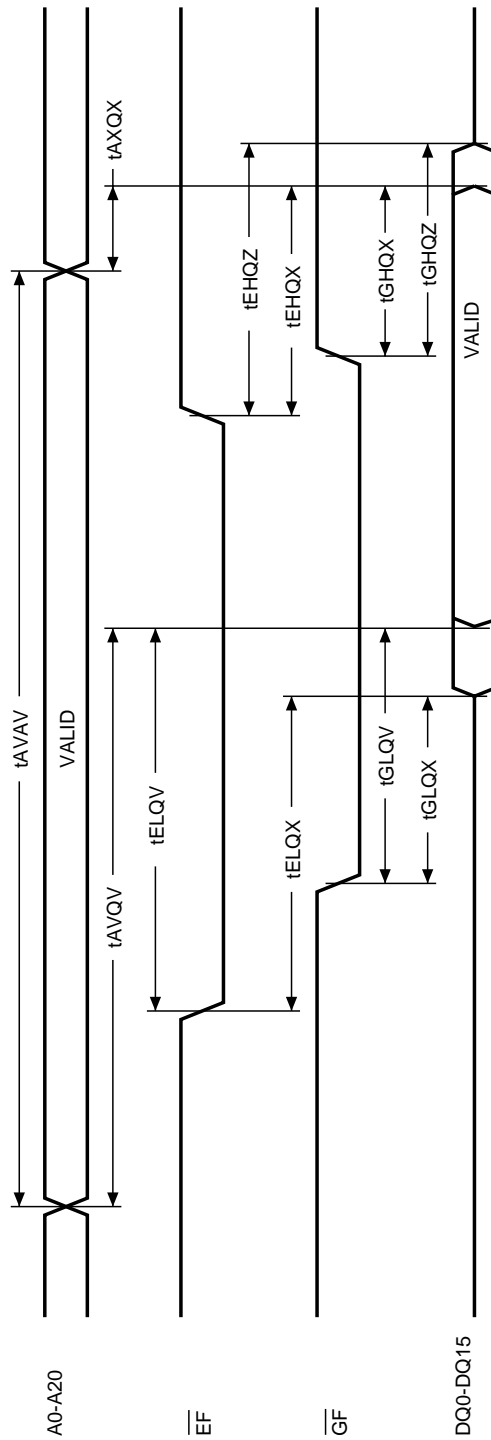 tAVAV
A0-A20
VALID
tAVQV
tAXQX
tELQV
EF
tEHQZ
tELQX
tEHQX
GF
tGLQV
tGHQX
tGLQX
tGHQZ
DQ0-DQ15
VALID